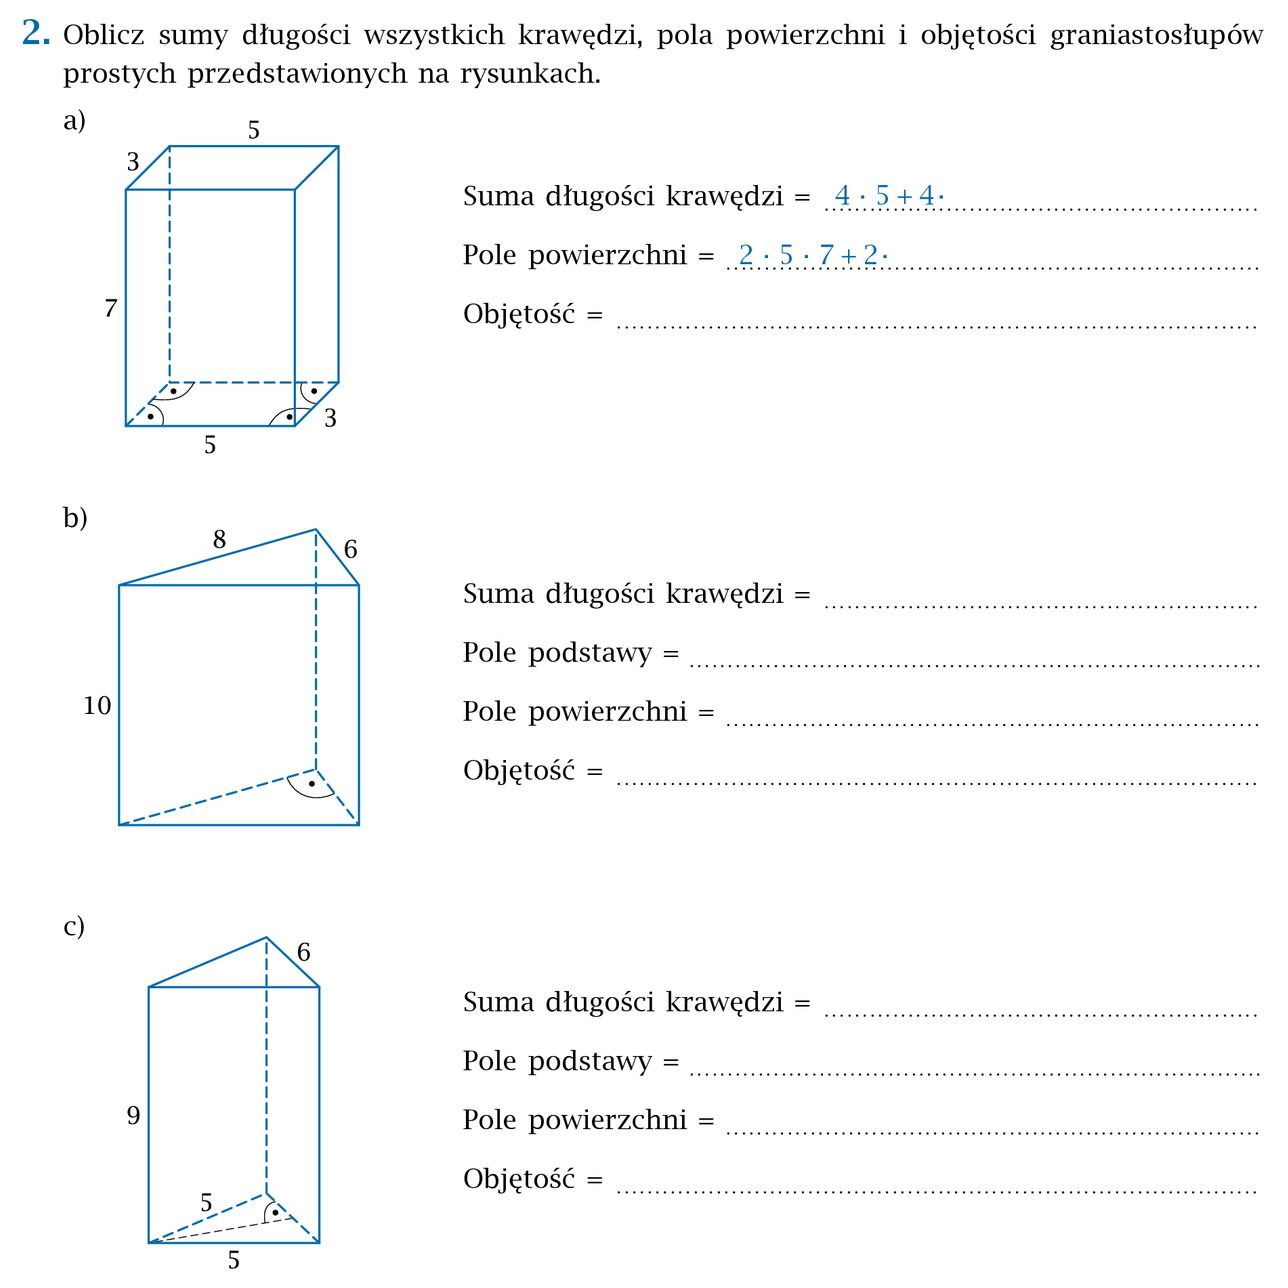 2. Oblicz sumy długości wszystkich krawędzi, pola powierzchni i objętości graniastosłupów
prostych przedstawionych na rysunkach.
a)
5
3
7
3
5
Suma długości krawędzi = 4 · 5 + 4·
Pole powierzchni = 2 · 5 · 7 + 2·
Objętość =
b)
8
6
10
Suma długości krawędzi =
Pole podstawy =
Pole powierzchni =
Objętość =
c)
6
9
5
5
Suma długości krawędzi =
Pole podstawy =
Pole powierzchni =
Objętość =